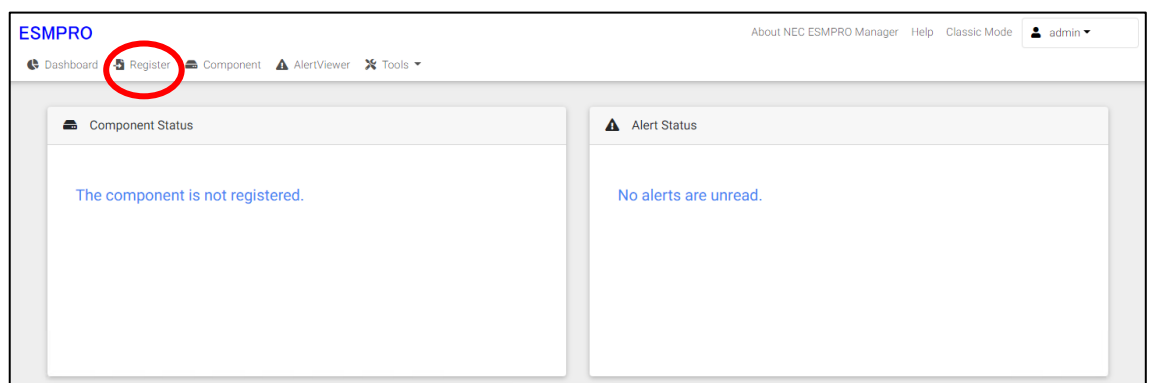 ESMPRO
About NEC ESMPRO Manager Help Classic Mode admin
Dashboard Register Component AlertViewer Tools
Component Status
The component is not registered.
Alert Status
No alerts are unread.